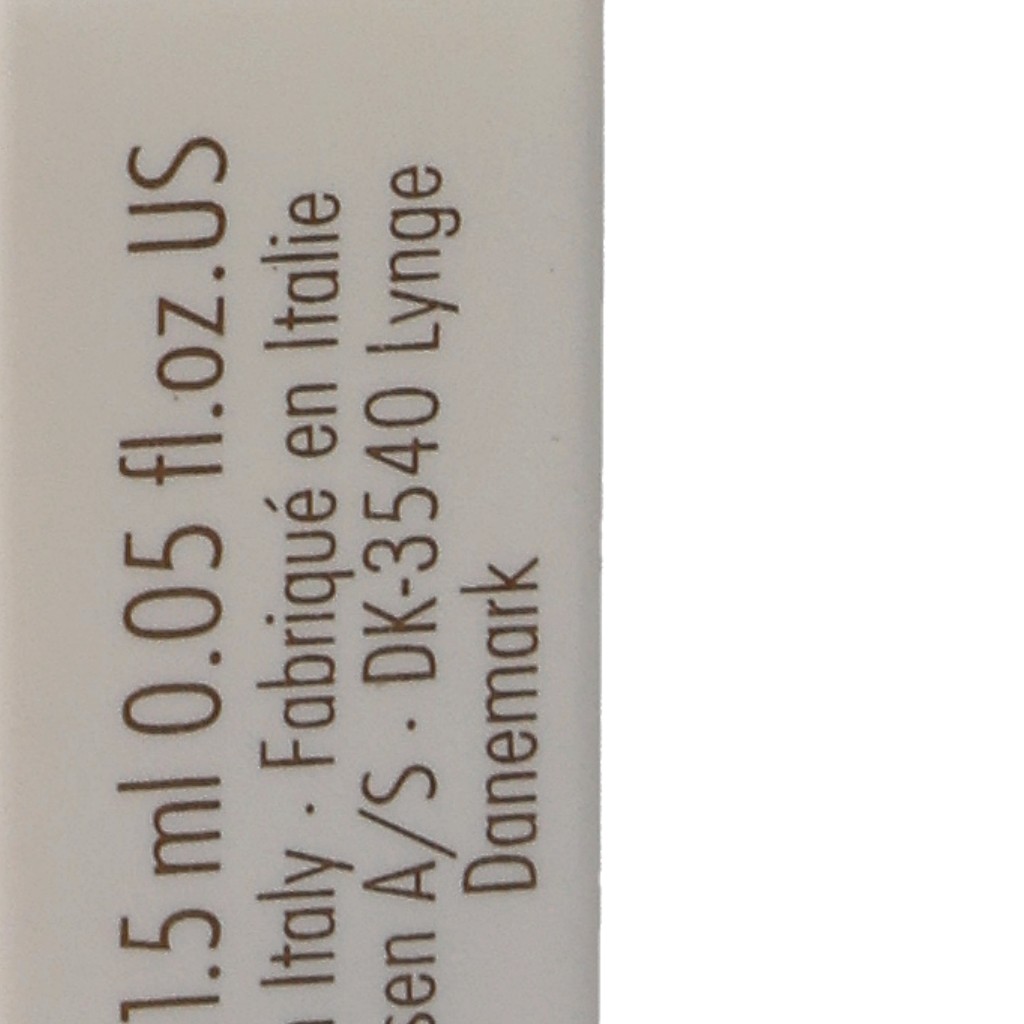 1.5 ml 0.05 fl.oz.US
Italy · Fabriqué en Italie
A/S · DK-3540 Lynge
Danemark